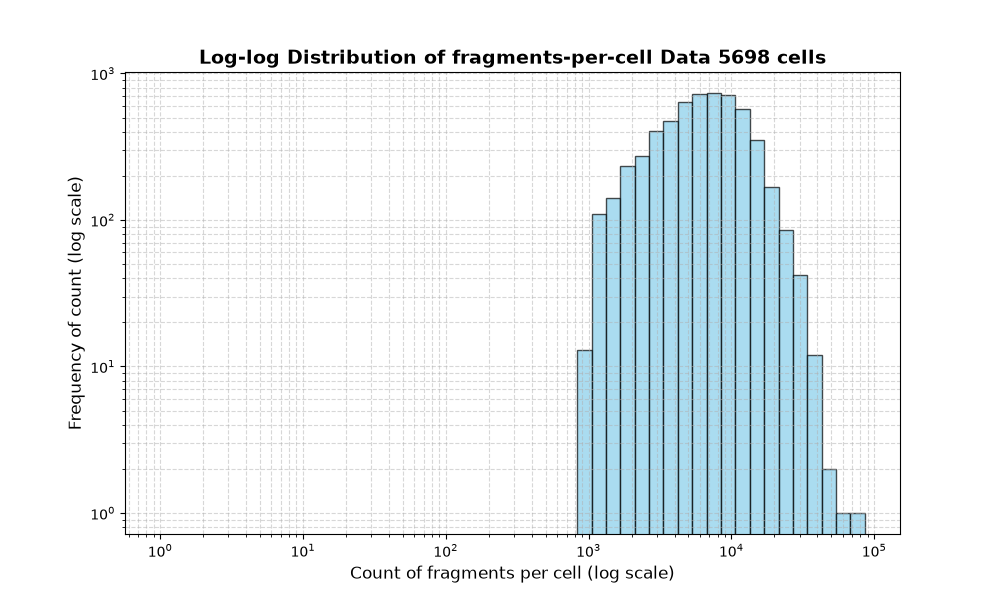 Log-log Distribution of fragments-per-cell Data 5698 cells
Frequency of count (log scale)
10³
10²
10¹
10⁰
10⁰ 10¹ 10² 10³ 10⁴ 10⁵
Count of fragments per cell (log scale)